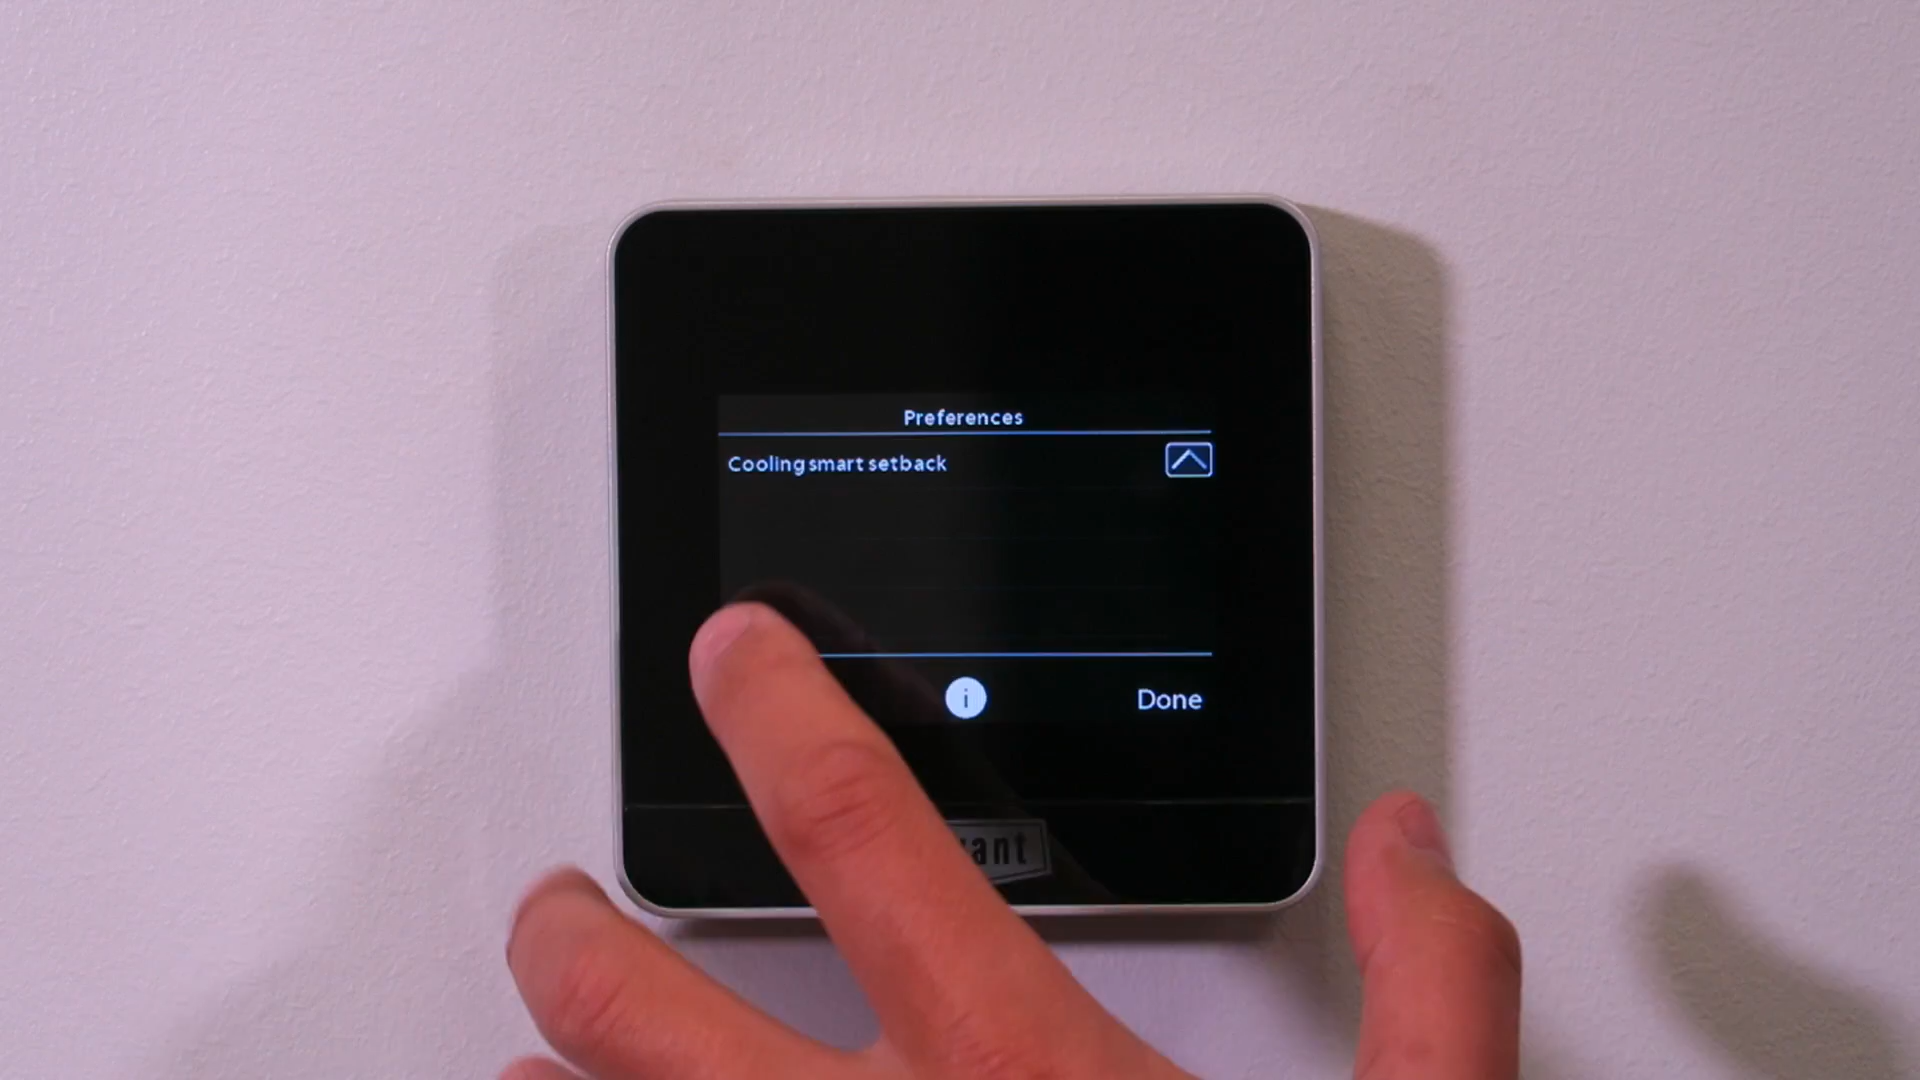 Preferences
Cooling smart setback
i
Done